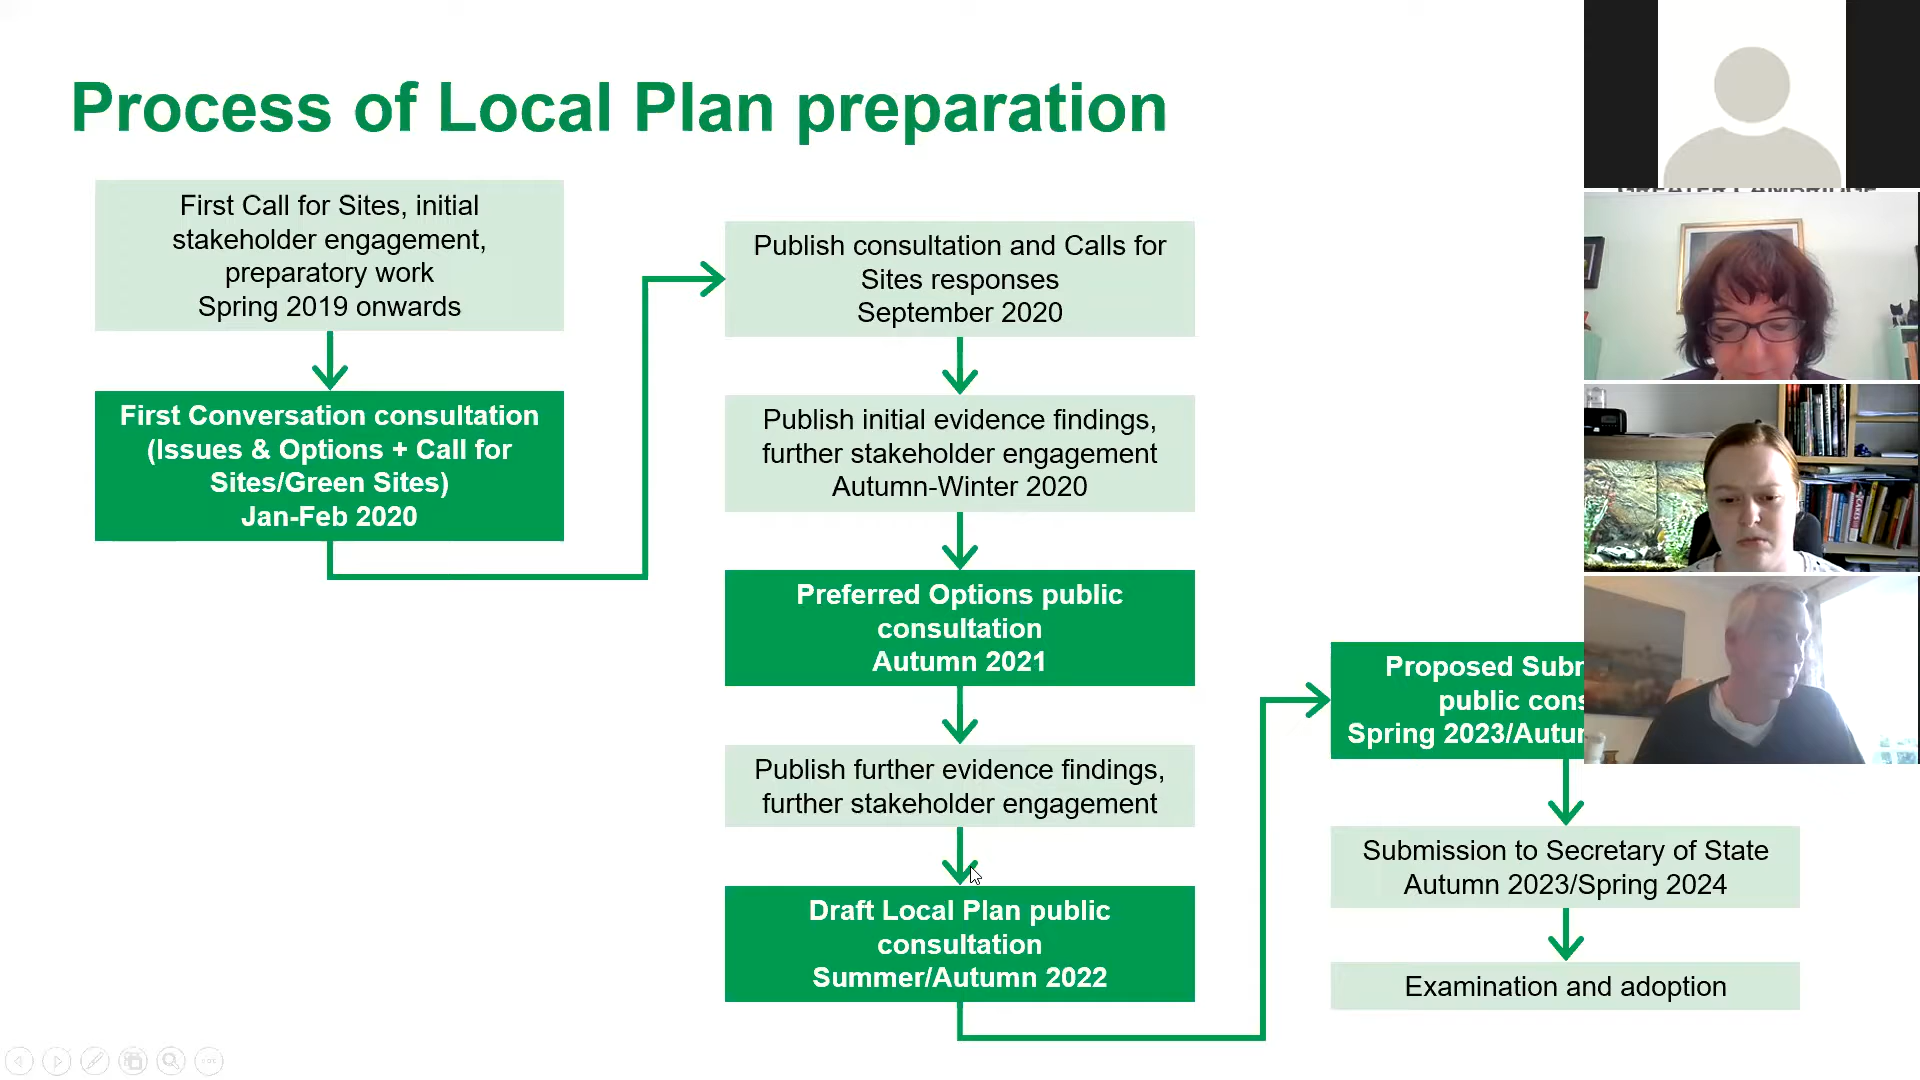 Process of Local Plan preparation
First Call for Sites, initial
stakeholder engagement,
preparatory work
Spring 2019 onwards
First Conversation consultation
(Issues & Options + Call for
Sites/Green Sites)
Jan-Feb 2020
Publish consultation and Calls for
Sites responses
September 2020
Publish initial evidence findings,
further stakeholder engagement
Autumn-Winter 2020
Preferred Options public
consultation
Autumn 2021
Publish further evidence findings,
further stakeholder engagement
Draft Local Plan public
consultation
Summer/Autumn 2022
Proposed
public
Spring 2023/
Submission to Secretary of State
Autumn 2023/Spring 2024
Examination and adoption